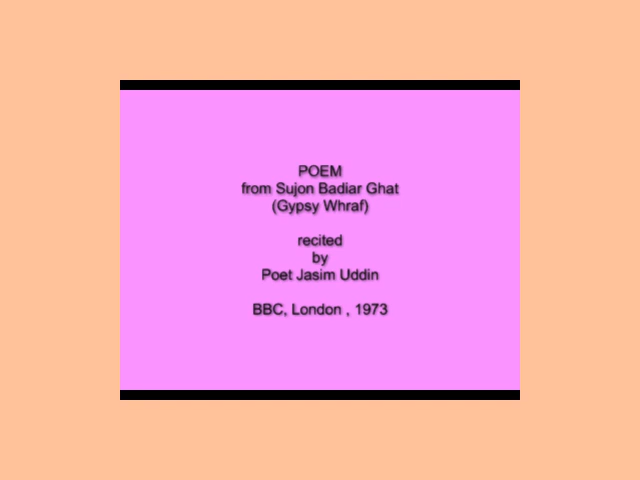 POEM
from Sujon Badiar Ghat
(Gypsy Whraf)
recited
by
Poet Jasim Uddin
BBC, London , 1973